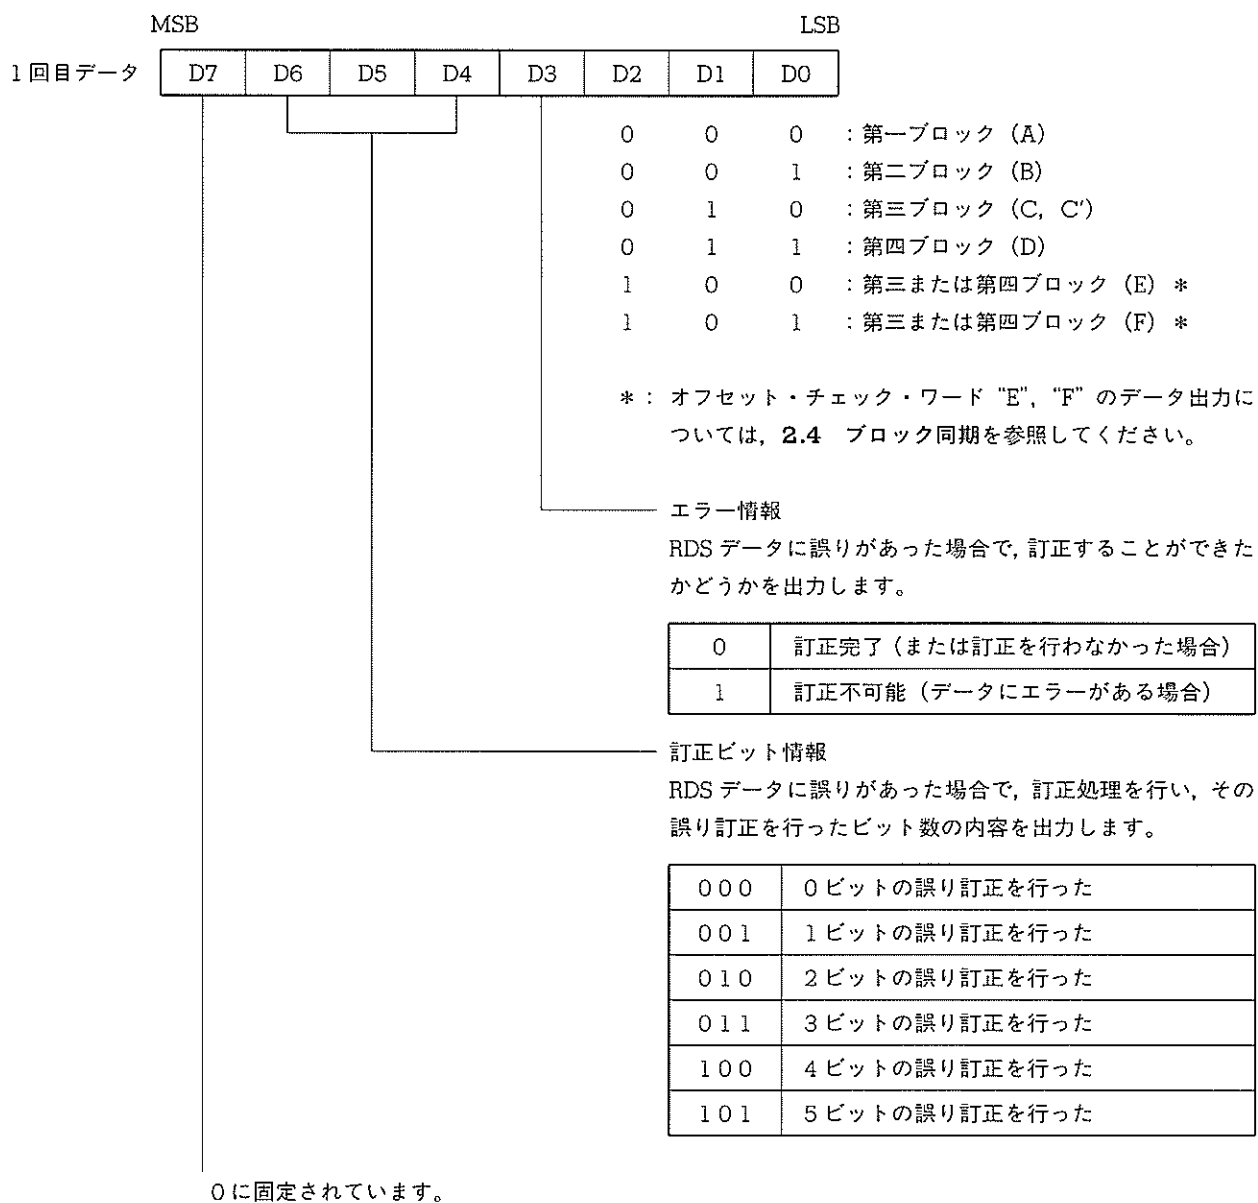 MSB LSB
1回目データ D7 D6 D5 D4 D3 D2 D1 D0
0 0 0 :第一ブロック (A)
0 0 1 :第二ブロック (B)
0 1 0 :第三ブロック (C, C′)
0 1 1 :第四ブロック (D)
1 0 0 :第三または第四ブロック (E) *
1 0 1 :第三または第四ブロック (F) *
*: オフセット・チェック・ワード "E", "F" のデータ出力に
ついては, 2.4 ブロック同期を参照してください。
エラー情報
RDS データに誤りがあった場合で, 訂正することができた
かどうかを出力します。
0 訂正完了 (または訂正を行わなかった場合)
1 訂正不可能 (データにエラーがある場合)
訂正ビット情報
RDS データに誤りがあった場合で, 訂正処理を行い, その
誤り訂正を行ったビット数の内容を出力します。
000 0ビットの誤り訂正を行った
001 1ビットの誤り訂正を行った
010 2ビットの誤り訂正を行った
011 3ビットの誤り訂正を行った
100 4ビットの誤り訂正を行った
101 5ビットの誤り訂正を行った
0に固定されています。